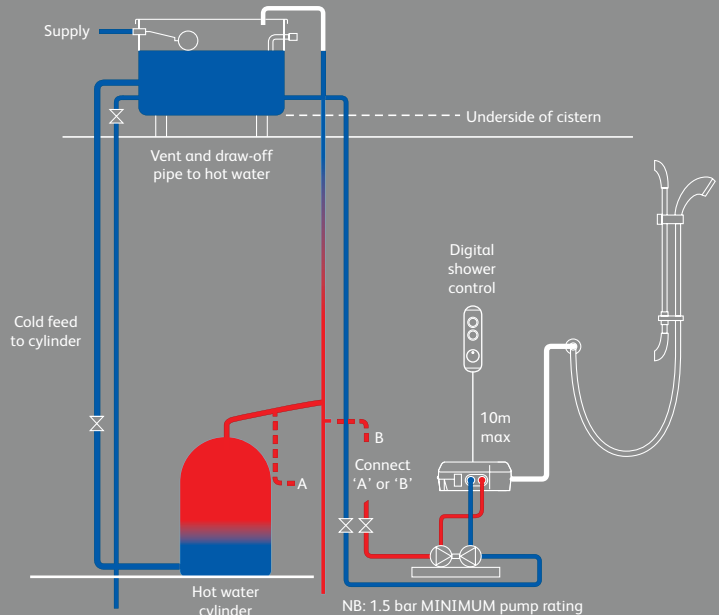 Supply
Underside of cistern
Vent and draw-off
pipe to hot water
Digital
shower
control
Cold feed
to cylinder
10m
max
B
Connect
‘A’ or ‘B’
A
Hot water
cylinder
NB: 1.5 bar MINIMUM pump rating